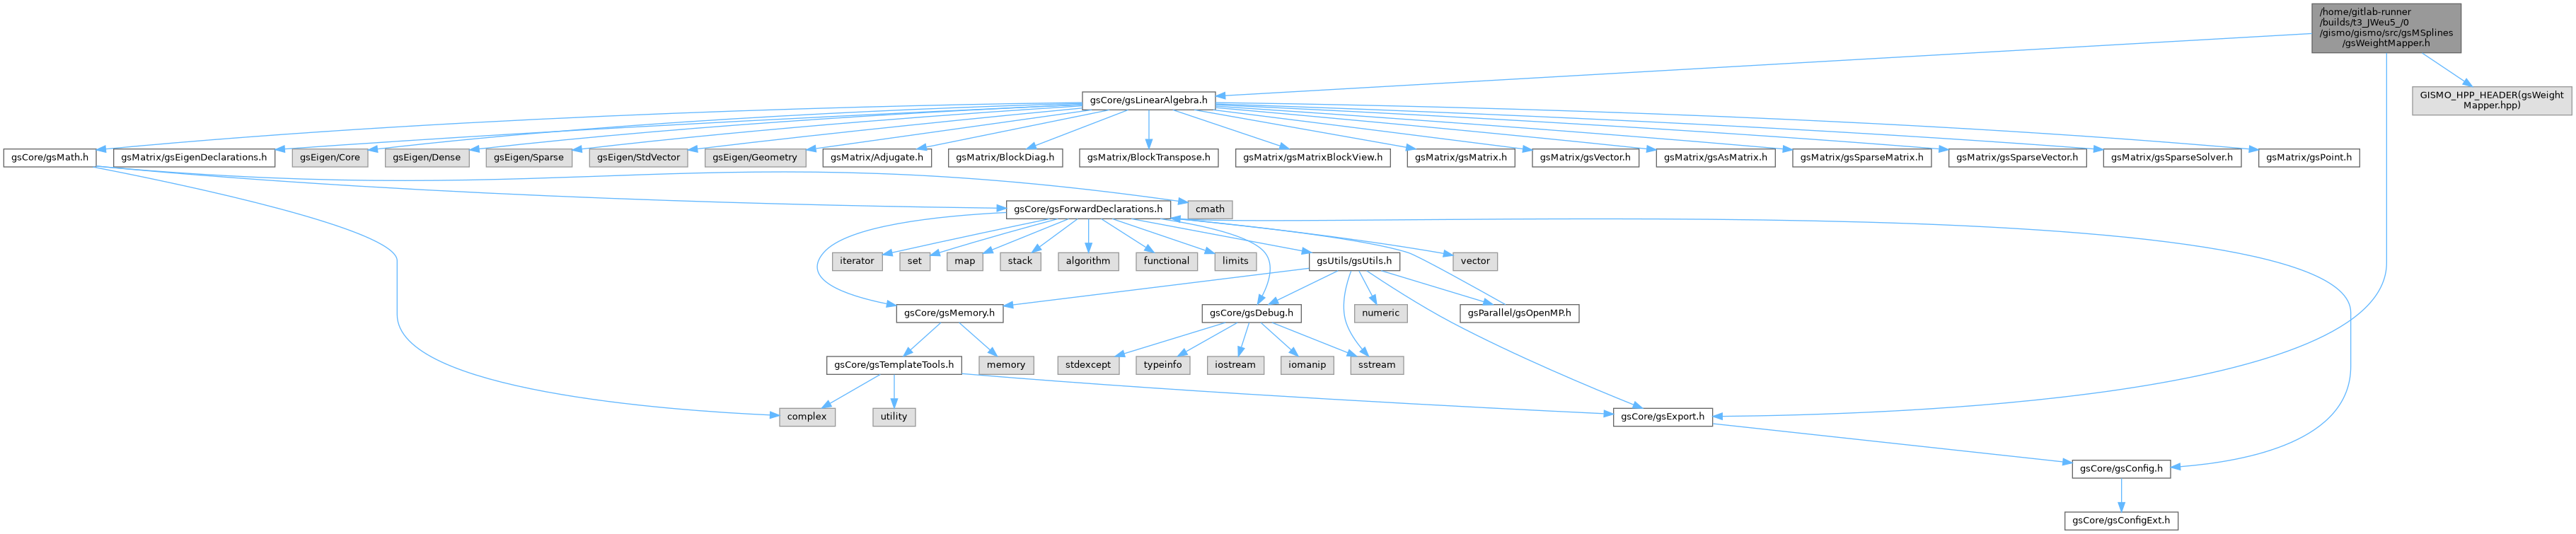 /home/gitlab-runner
/builds/t3_JWeu5_/0
/gismo/gismo/src/gsMSplines
/gsWeightMapper.h
gsCore/gsLinearAlgebra.h
GISMO_HPP_HEADER(gsWeight
Mapper.hpp)
gsCore/gsMath.h
gsMatrix/gsEigenDeclarations.h
gsEigen/Core
gsEigen/Dense
gsEigen/Sparse
gsEigen/StdVector
gsEigen/Geometry
gsMatrix/Adjugate.h
gsMatrix/BlockDiag.h
gsMatrix/BlockTranspose.h
gsMatrix/gsMatrixBlockView.h
gsMatrix/gsMatrix.h
gsMatrix/gsVector.h
gsMatrix/gsAsMatrix.h
gsMatrix/gsSparseMatrix.h
gsMatrix/gsSparseVector.h
gsMatrix/gsSparseSolver.h
gsMatrix/gsPoint.h
gsCore/gsForwardDeclarations.h
cmath
iterator
set
map
stack
algorithm
functional
limits
gsUtils/gsUtils.h
vector
gsCore/gsMemory.h
gsCore/gsDebug.h
numeric
gsParallel/gsOpenMP.h
gsCore/gsTemplateTools.h
memory
stdexcept
typeinfo
iostream
iomanip
sstream
complex
utility
gsCore/gsExport.h
gsCore/gsConfig.h
gsCore/gsConfigExt.h